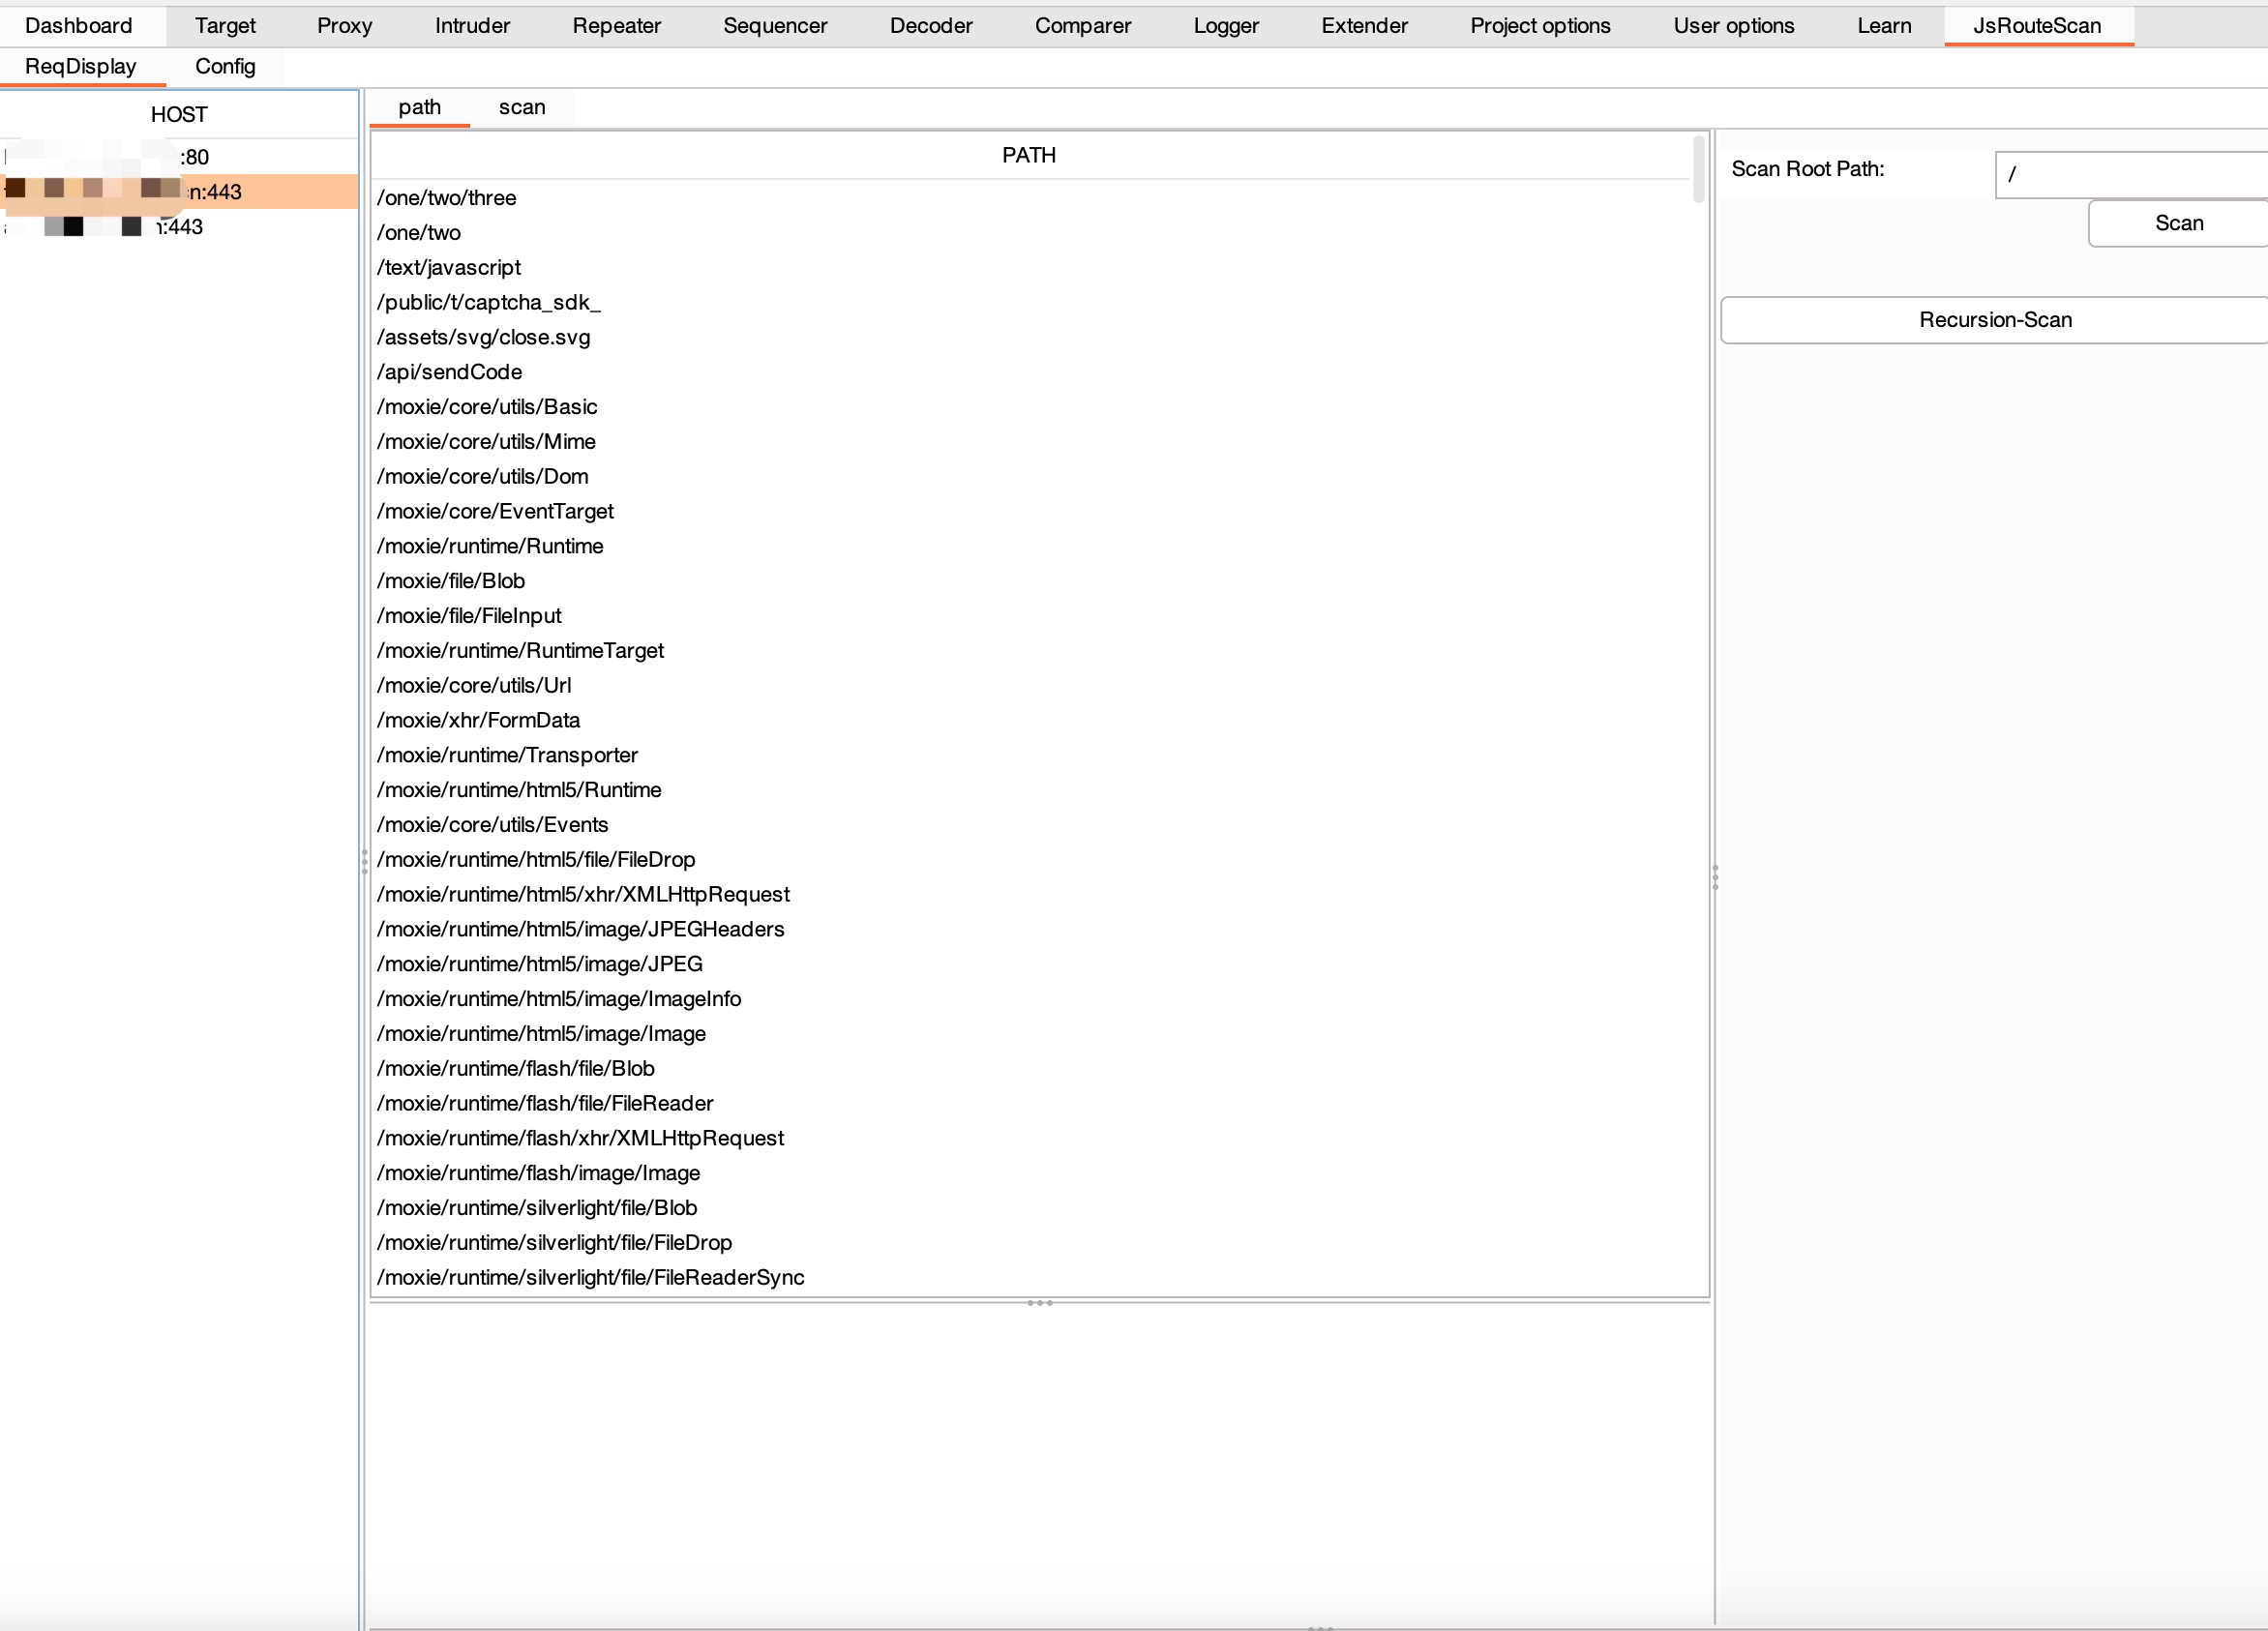 Dashboard Target Proxy Intruder Repeater Sequencer Decoder Comparer Logger Extender Project options User options Learn JsRouteScan
ReqDisplay Config
HOST
:80
n:443
:443
path scan
PATH
/one/two/three
/one/two
/text/javascript
/public/t/captcha_sdk_
/assets/svg/close.svg
/api/sendCode
/moxie/core/utils/Basic
/moxie/core/utils/Mime
/moxie/core/utils/Dom
/moxie/core/EventTarget
/moxie/runtime/Runtime
/moxie/file/Blob
/moxie/file/FileInput
/moxie/runtime/RuntimeTarget
/moxie/core/utils/Url
/moxie/xhr/FormData
/moxie/runtime/Transporter
/moxie/runtime/html5/Runtime
/moxie/core/utils/Events
/moxie/runtime/html5/file/FileDrop
/moxie/runtime/html5/xhr/XMLHttpRequest
/moxie/runtime/html5/image/JPEGHeaders
/moxie/runtime/html5/image/JPEG
/moxie/runtime/html5/image/ImageInfo
/moxie/runtime/html5/image/Image
/moxie/runtime/flash/file/Blob
/moxie/runtime/flash/file/FileReader
/moxie/runtime/flash/xhr/XMLHttpRequest
/moxie/runtime/flash/image/Image
/moxie/runtime/silverlight/file/Blob
/moxie/runtime/silverlight/file/FileDrop
/moxie/runtime/silverlight/file/FileReaderSync
Scan Root Path: /
Scan
Recursion-Scan